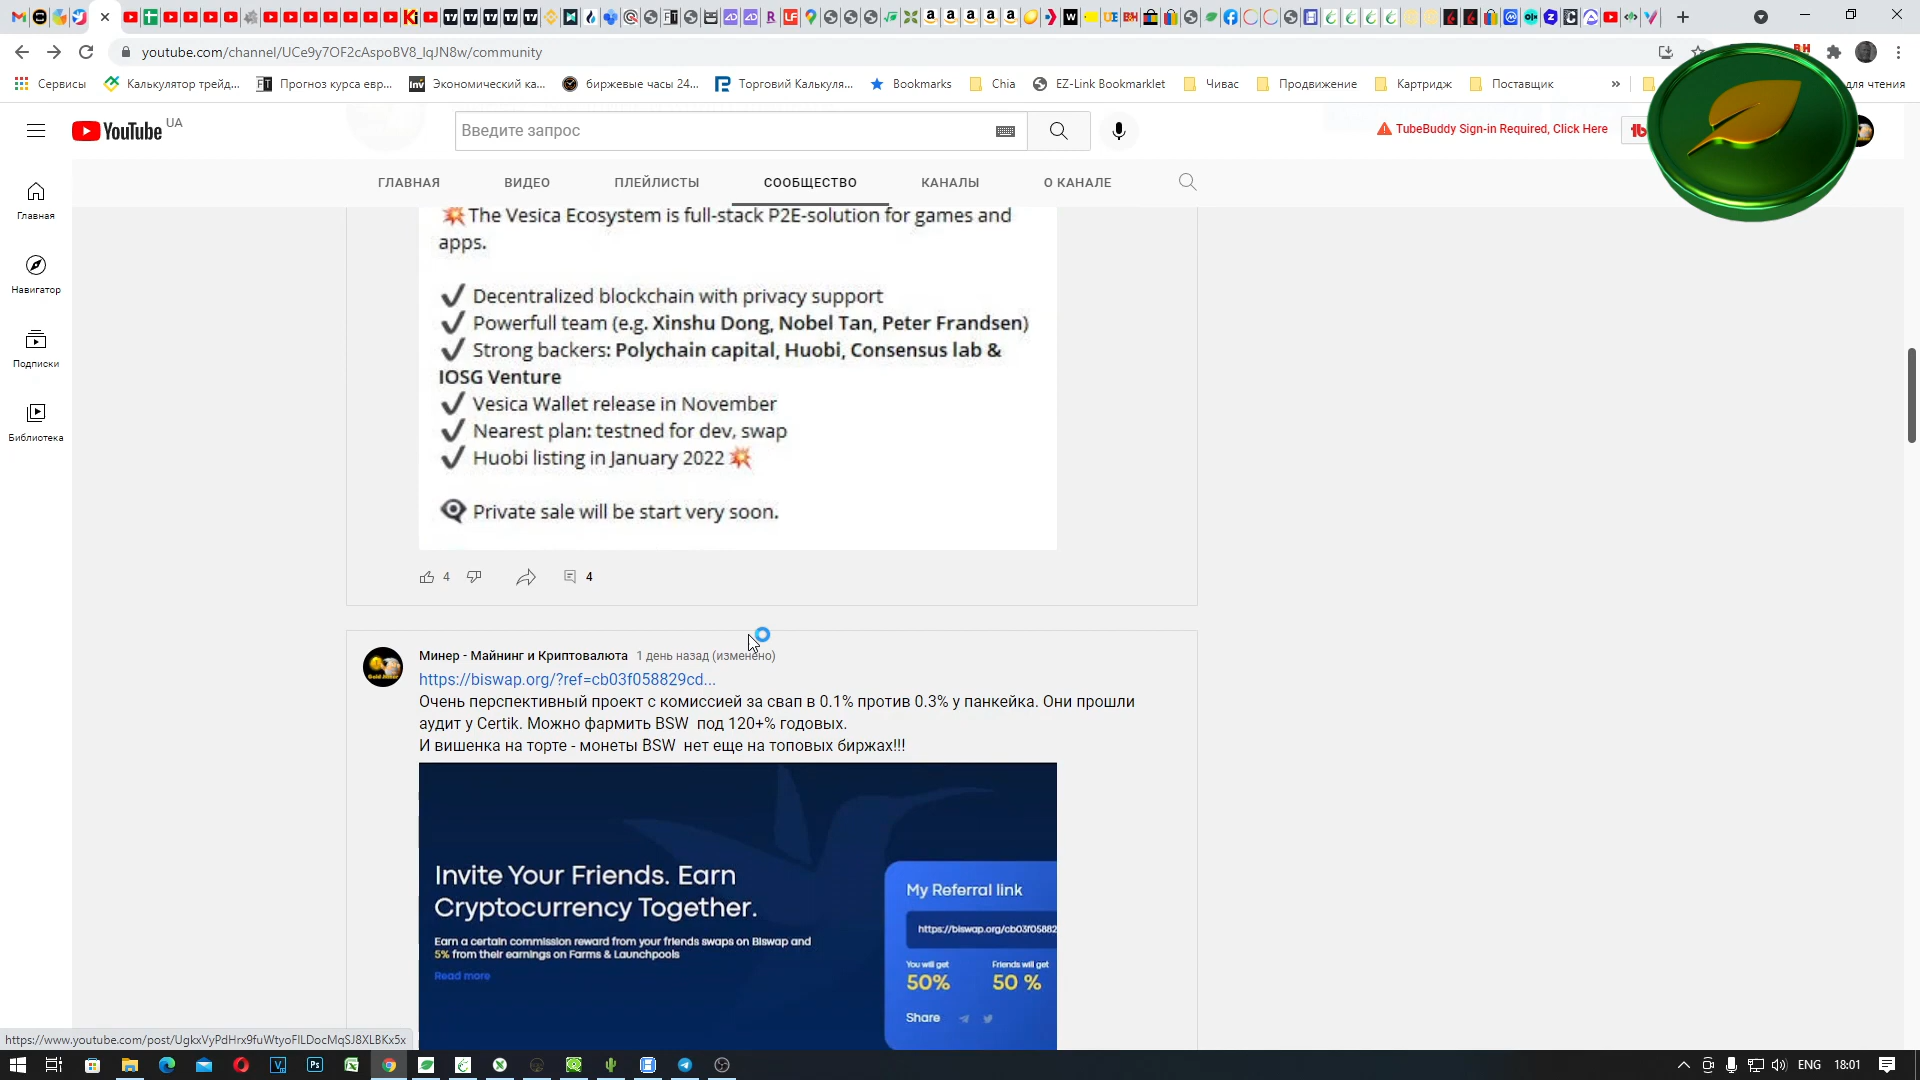 youtube.com/channel/UCe9y7OF2cAspoBV8_IqJN8w/community
Сервисы
Калькулятор трейд...
Прогноз курса евр...
Экономический ка...
биржевые часы 24...
Торговий Калькуля...
Bookmarks
Chia
EZ-Link Bookmarklet
Чивас
Продвижение
Картридж
Поставщик
»
для чтения
YouTube UA
Введите запрос
TubeBuddy Sign-in Required, Click Here
ГЛАВНАЯ
ВИДЕО
ПЛЕЙЛИСТЫ
СООБЩЕСТВО
КАНАЛЫ
О КАНАЛЕ
Главная
Навигатор
Подписки
Библиотека
The Vesica Ecosystem is full-stack P2E-solution for games and
apps.
Decentralized blockchain with privacy support
Powerfull team (e.g. Xinshu Dong, Nobel Tan, Peter Frandsen)
Strong backers: Polychain capital, Huobi, Consensus lab &
IOSG Venture
Vesica Wallet release in November
Nearest plan: testned for dev, swap
Huobi listing in January 2022
Private sale will be start very soon.
4
4
Минер - Майнинг и Криптовалюта 1 день назад (изменено)
https://biswap.org/?ref=cb03f058829cd...
Очень перспективный проект с комиссией за свап в 0.1% против 0.3% у панкейка. Они прошли
аудит у Certik. Можно фармить BSW под 120+% годовых.
И вишенка на торте - монеты BSW нет еще на топовых биржах!!!
Invite Your Friends. Earn
Cryptocurrency Together.
Earn a certain commission reward from your friends swaps on Biswap and
5% from their earnings on Farms & Launchpools
Read more
My Referral link
https://biswap.org/cb03f05882
You will get
Friends will get
50%
50 %
Share
https://www.youtube.com/post/UgkxVyPdHrx9fuWtyoFILDocMqSJ8XLBKx5x
ENG
18:01